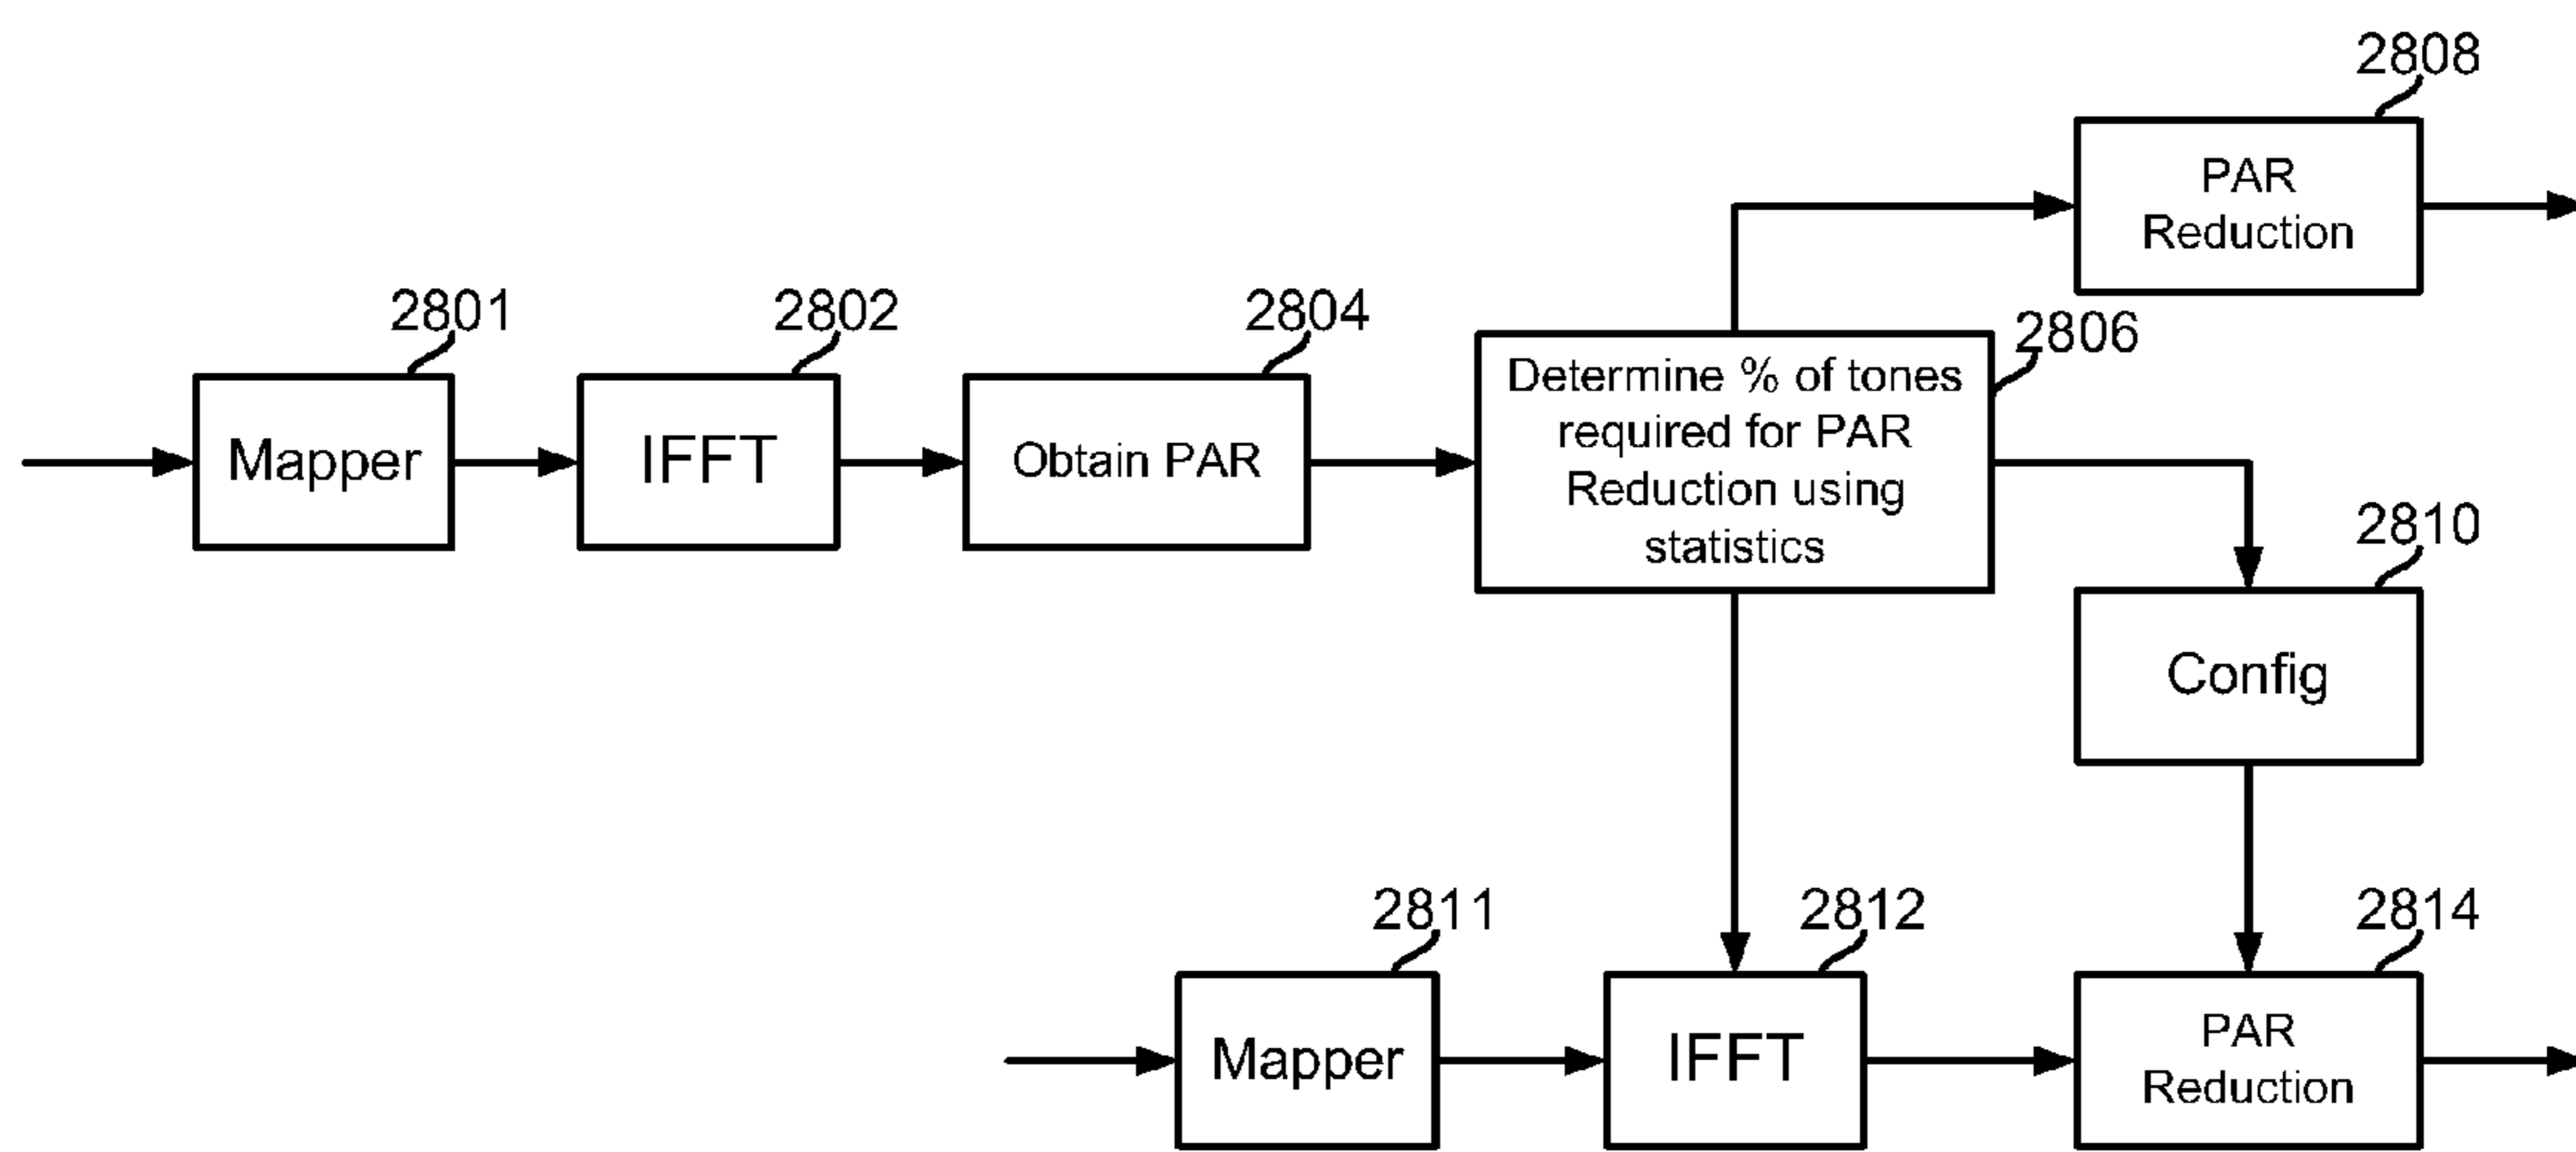 2808
PAR
Reduction
2801
2802
2804
2806
Mapper
IFFT
Obtain PAR
Determine % of tones
required for PAR
Reduction using
statistics
2810
Config
2811
2812
2814
Mapper
IFFT
PAR
Reduction